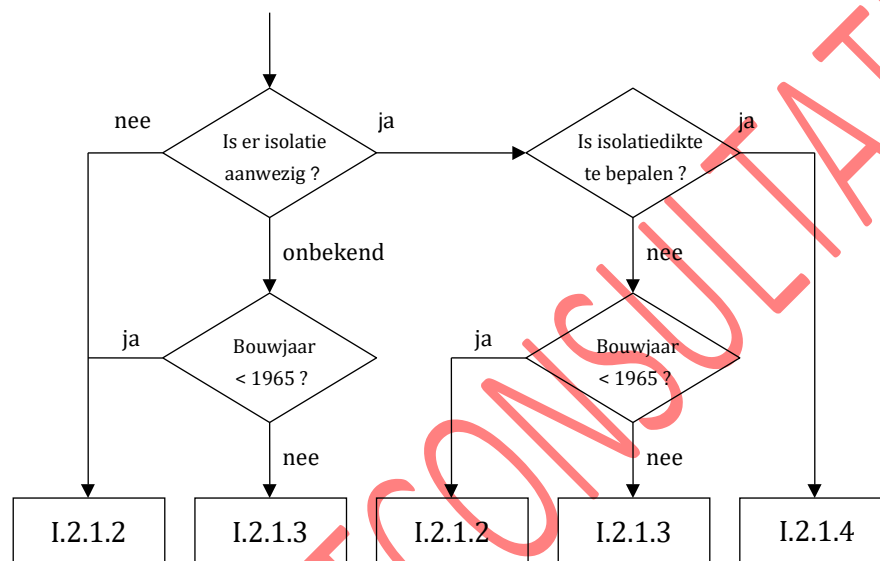 nee
Is er isolatie
aanwezig ?
ja
Is isolatiedikte
te bepalen ?
ja
onbekend
nee
ja
Bouwjaar
< 1965 ?
ja
Bouwjaar
< 1965 ?
nee
nee
I.2.1.2
I.2.1.3
I.2.1.2
I.2.1.3
I.2.1.4
TCONSULTAT